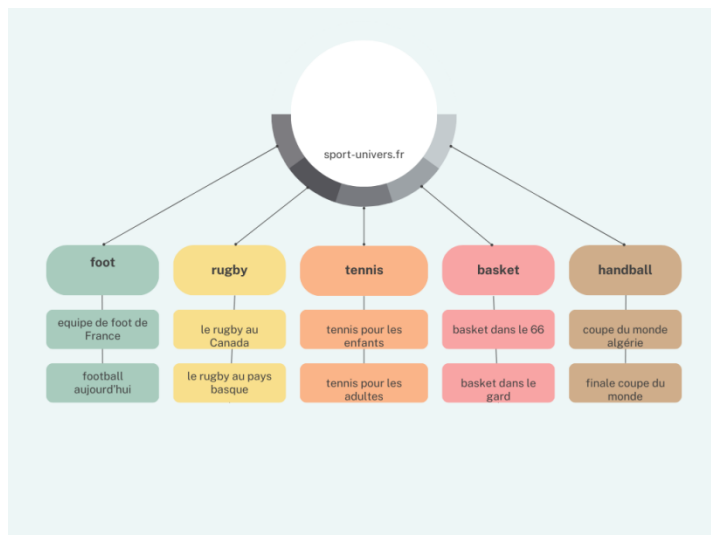 sport-univers.fr
foot
rugby
tennis
basket
handball
equipe de foot de
France
le rugby au
Canada
tennis pour les
enfants
basket dans le 66
coupe du monde
algérie
football
aujourd'hui
le rugby au pays
basque
tennis pour les
adultes
basket dans le
gard
finale coupe du
monde